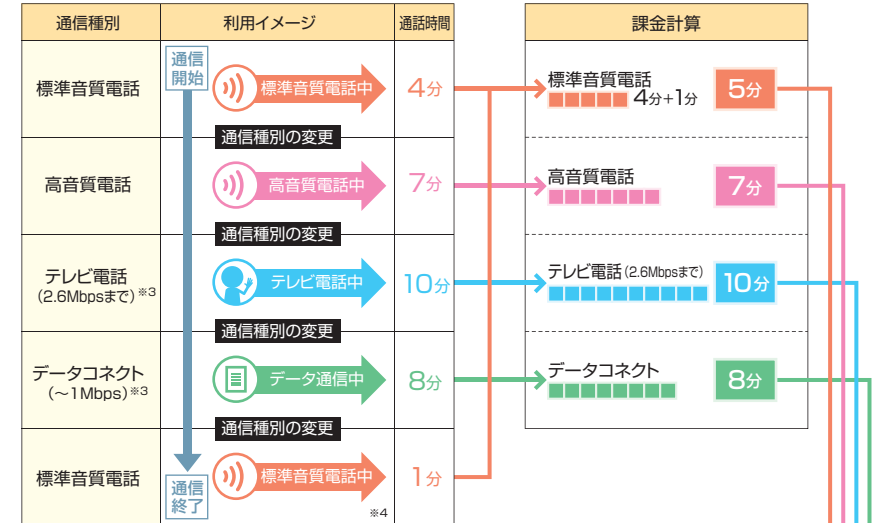 通信種別
利用イメージ
通話時間
課金計算
標準音質電話
通信
開始
標準音質電話中
4分
標準音質電話
4分+1分
5分
通信種別の変更
高音質電話
高音質電話中
7分
高音質電話
7分
通信種別の変更
テレビ電話
(2.6Mbpsまで)※3
テレビ電話中
10分
テレビ電話(2.6Mbpsまで)
10分
通信種別の変更
データコネクト
(～1Mbps)※3
データ通信中
8分
データコネクト
8分
通信種別の変更
標準音質電話
通信
終了
標準音質電話中
1分
※4